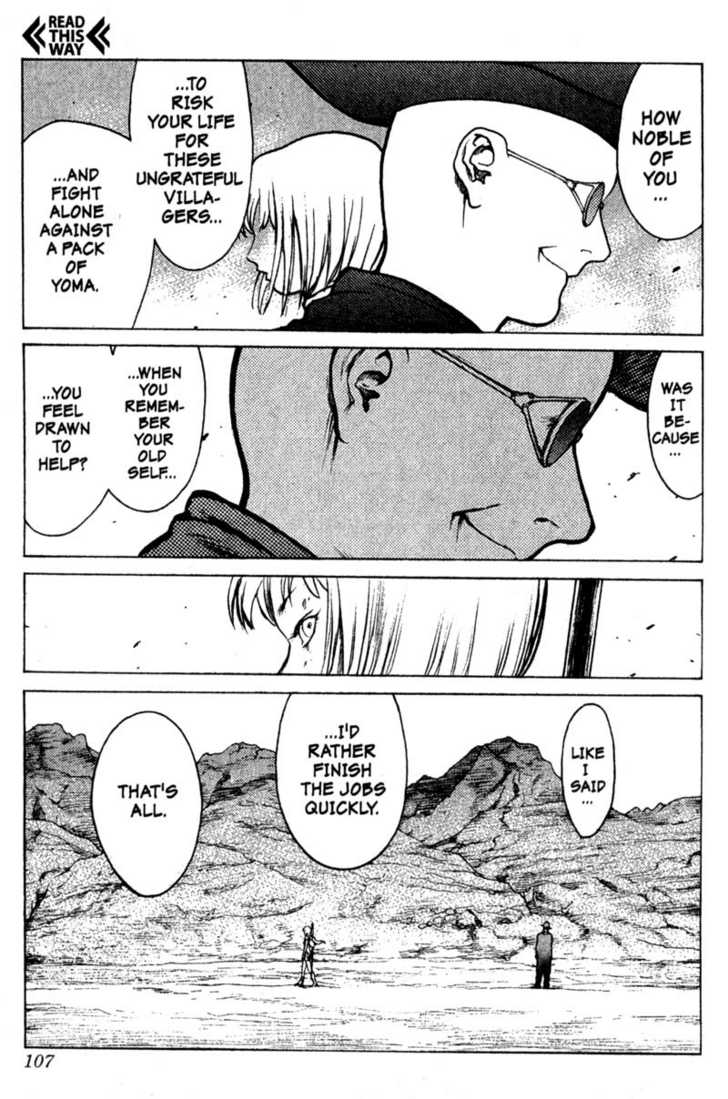 READ
THIS
WAY
HOW
NOBLE
OF
YOU
...
...TO
RISK
YOUR LIFE
FOR
THESE
UNGRATEFUL
VILLA-
GERS...
...AND
FIGHT
ALONE
AGAINST
A PACK
OF
YOMA.
WAS
IT
BE-
CAUSE
...
...WHEN
YOU
REMEM-
BER
YOUR
OLD
SELF...
...YOU
FEEL
DRAWN
TO
HELP?
LIKE
I
SAID
...
...I'D
RATHER
FINISH
THE JOBS
QUICKLY.
THAT'S
ALL.
107